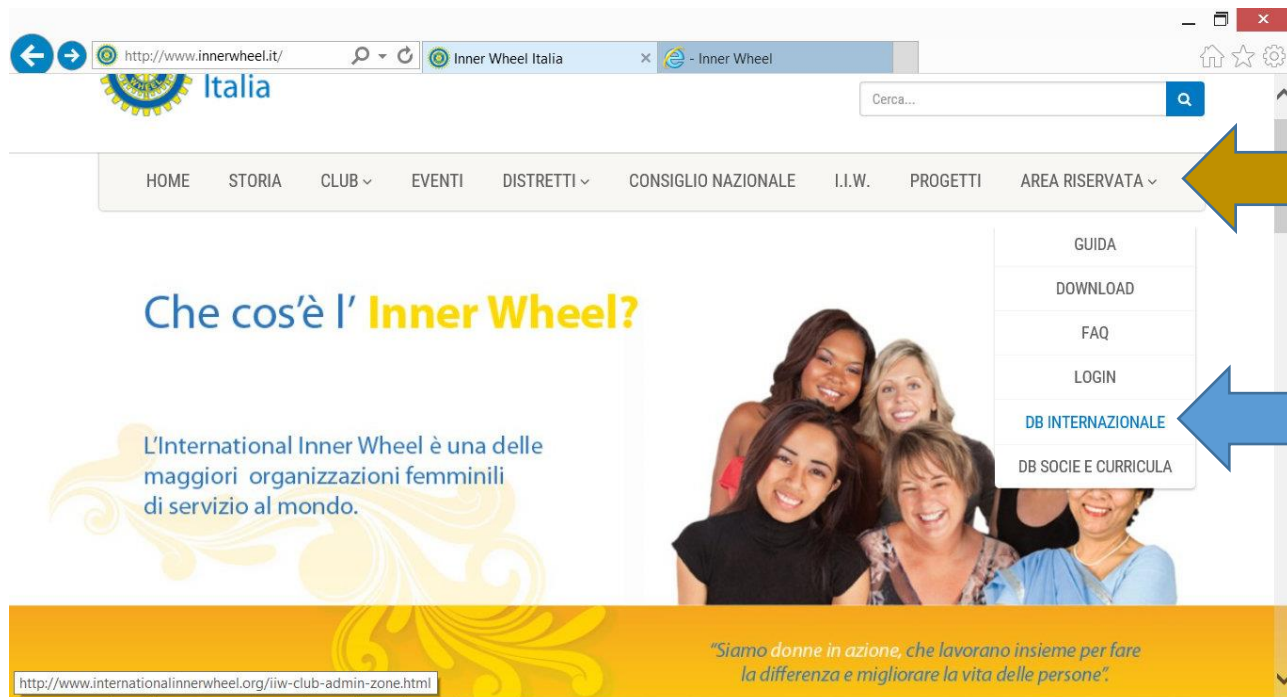 http://www.innerwheel.it/
Inner Wheel Italia
- Inner Wheel
WHEEL
Italia
Cerca...
HOME STORIA CLUB EVENTI DISTRETTI CONSIGLIO NAZIONALE I.I.W. PROGETTI AREA RISERVATA
GUIDA
DOWNLOAD
FAQ
LOGIN
DB INTERNAZIONALE
DB SOCIE E CURRICULA
Che cos'è l' Inner Wheel?
L'International Inner Wheel è una delle
maggiori organizzazioni femminili
di servizio al mondo.
"Siamo donne in azione, che lavorano insieme per fare
la differenza e migliorare la vita delle persone".
http://www.internationalinnerwheel.org/iiw-club-admin-zone.html